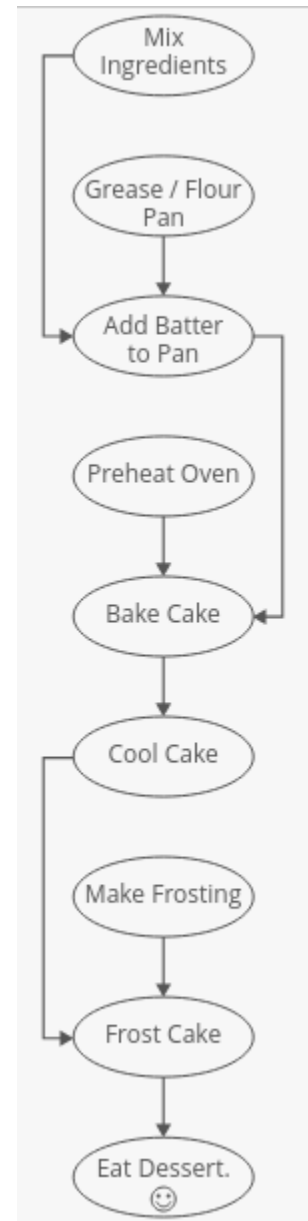 Mix
Ingredients
Grease / Flour
Pan
Add Batter
to Pan
Preheat Oven
Bake Cake
Cool Cake
Make Frosting
Frost Cake
Eat Dessert.
☺